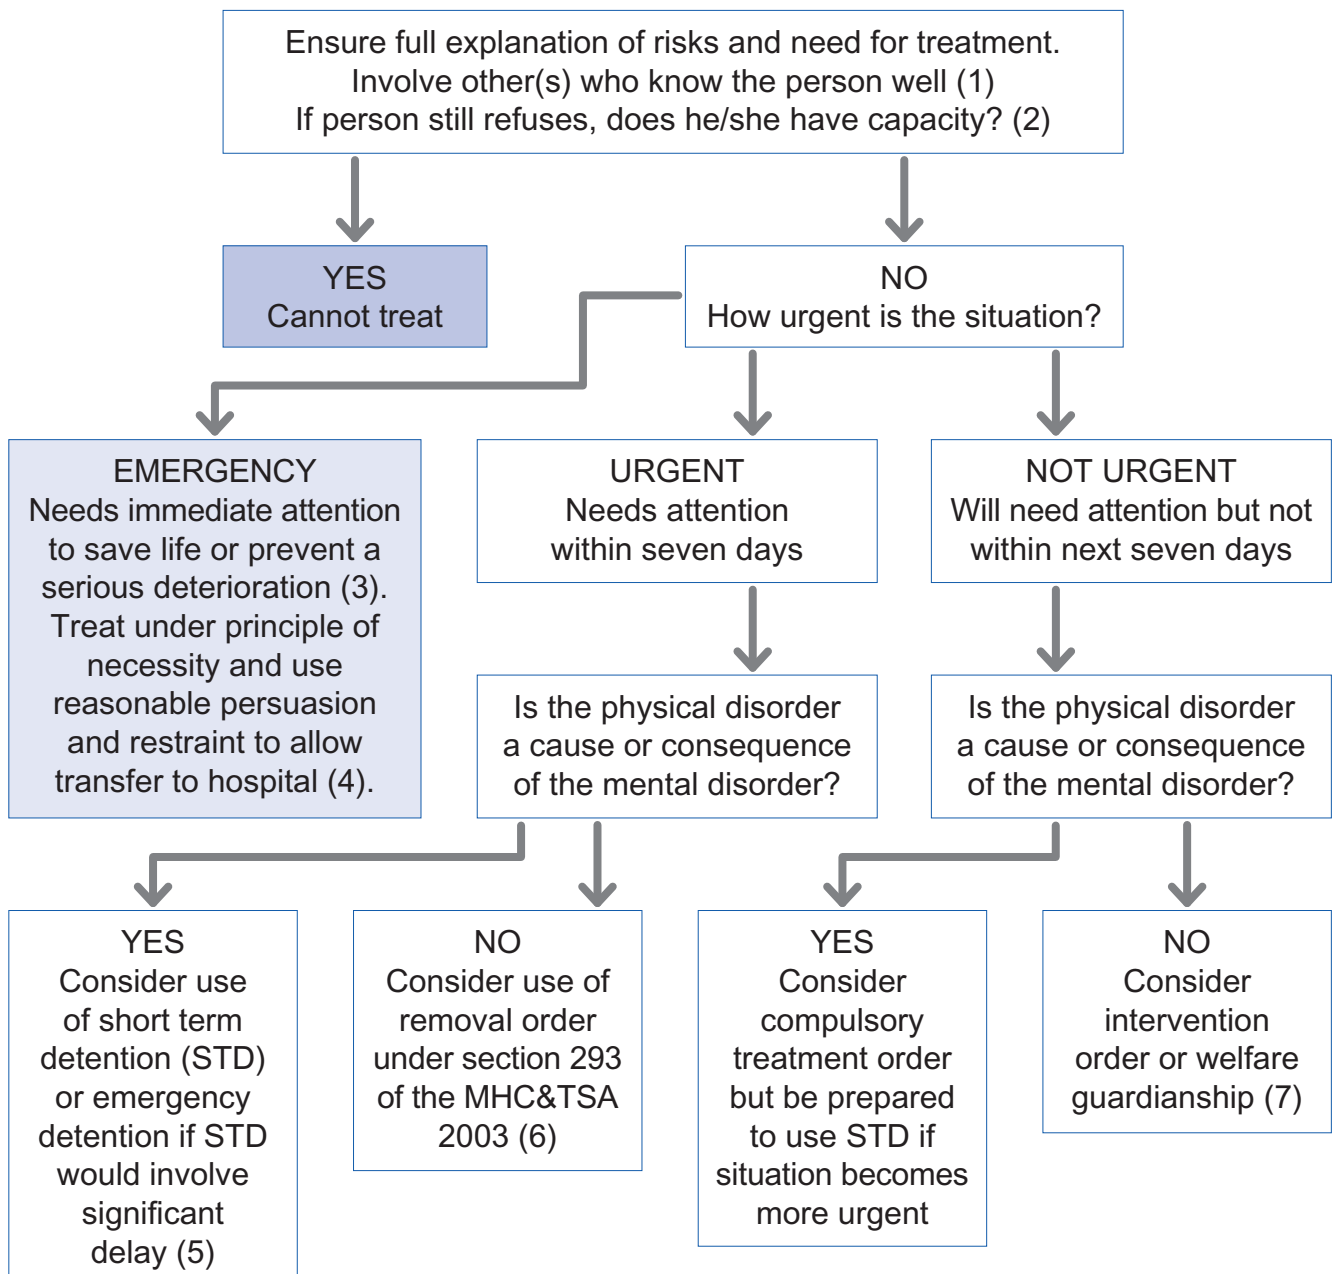 Ensure full explanation of risks and need for treatment.
Involve other(s) who know the person well (1)
If person still refuses, does he/she have capacity? (2)
YES
Cannot treat
NO
How urgent is the situation?
EMERGENCY
Needs immediate attention
to save life or prevent a
serious deterioration (3).
Treat under principle of
necessity and use
reasonable persuasion
and restraint to allow
transfer to hospital (4).
URGENT
Needs attention
within seven days
NOT URGENT
Will need attention but not
within next seven days
Is the physical disorder
a cause or consequence
of the mental disorder?
Is the physical disorder
a cause or consequence
of the mental disorder?
YES
Consider use
of short term
detention (STD)
or emergency
detention if STD
would involve
significant
delay (5)
NO
Consider use of
removal order
under section 293
of the MHC&TSA
2003 (6)
YES
Consider
compulsory
treatment order
but be prepared
to use STD if
situation becomes
more urgent
NO
Consider
intervention
order or welfare
guardianship (7)